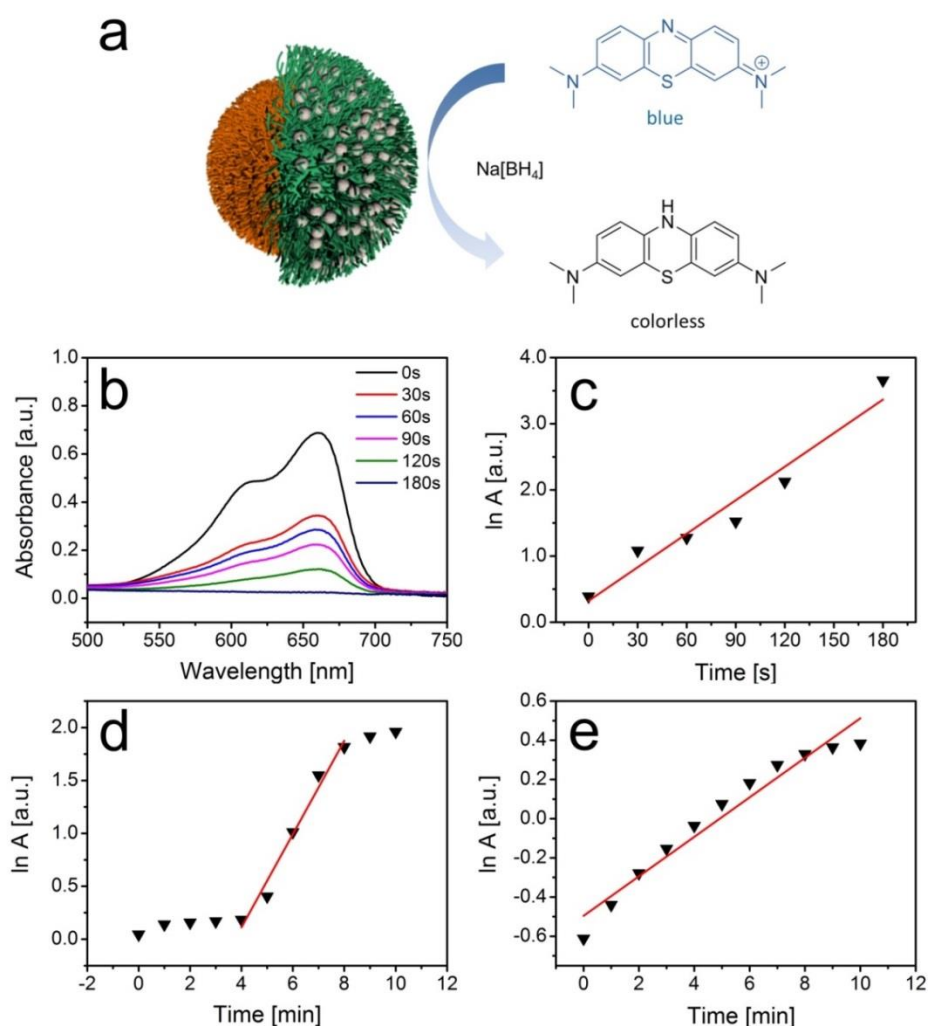 a
N
N
S
N
⊕
blue
Na[BH₄]
H
N
N
S
N
colorless
b
1.0
0.8
0.6
0.4
0.2
0.0
Absorbance [a.u.]
0s
30s
60s
90s
120s
180s
500 550 600 650 700 750
Wavelength [nm]
c
4.0
3.0
2.0
1.0
0.0
ln A [a.u.]
0 30 60 90 120 150 180
Time [s]
d
2.0
1.5
1.0
0.5
0.0
ln A [a.u.]
-2 0 2 4 6 8 10 12
Time [min]
e
0.6
0.4
0.2
0.0
-0.2
-0.4
-0.6
ln A [a.u.]
0 2 4 6 8 10 12
Time [min]